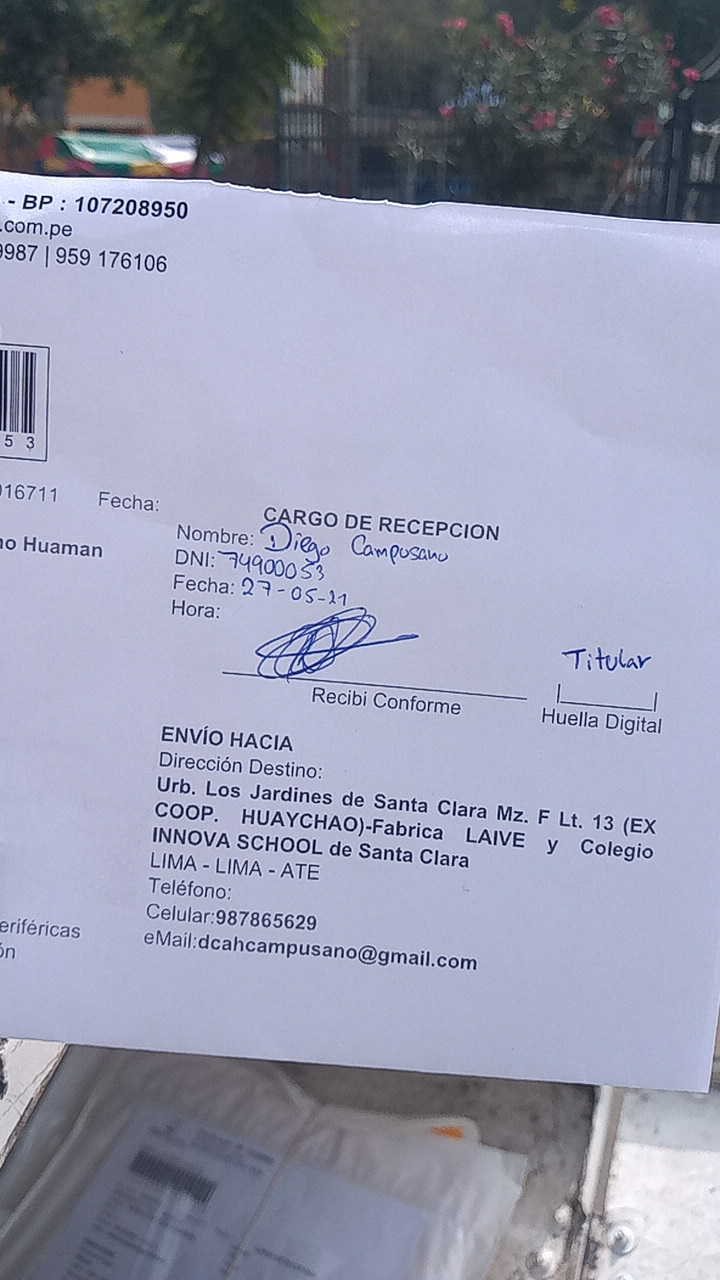 - BP : 107208950
.com.pe
9987 | 959 176106
5 3
016711 Fecha:
no Huaman
CARGO DE RECEPCION
Nombre: Diego Campusano
DNI: 74900053
Fecha: 27-05-21
Hora:
Titular
Recibi Conforme
Huella Digital
ENVÍO HACIA
Dirección Destino:
Urb. Los Jardines de Santa Clara Mz. F Lt. 13 (EX
COOP. HUAYCHAO)-Fabrica LAIVE y Colegio
INNOVA SCHOOL de Santa Clara
LIMA - LIMA - ATE
Teléfono:
Celular:987865629
eMail:dcahcampusano@gmail.com
eriféricas
ón